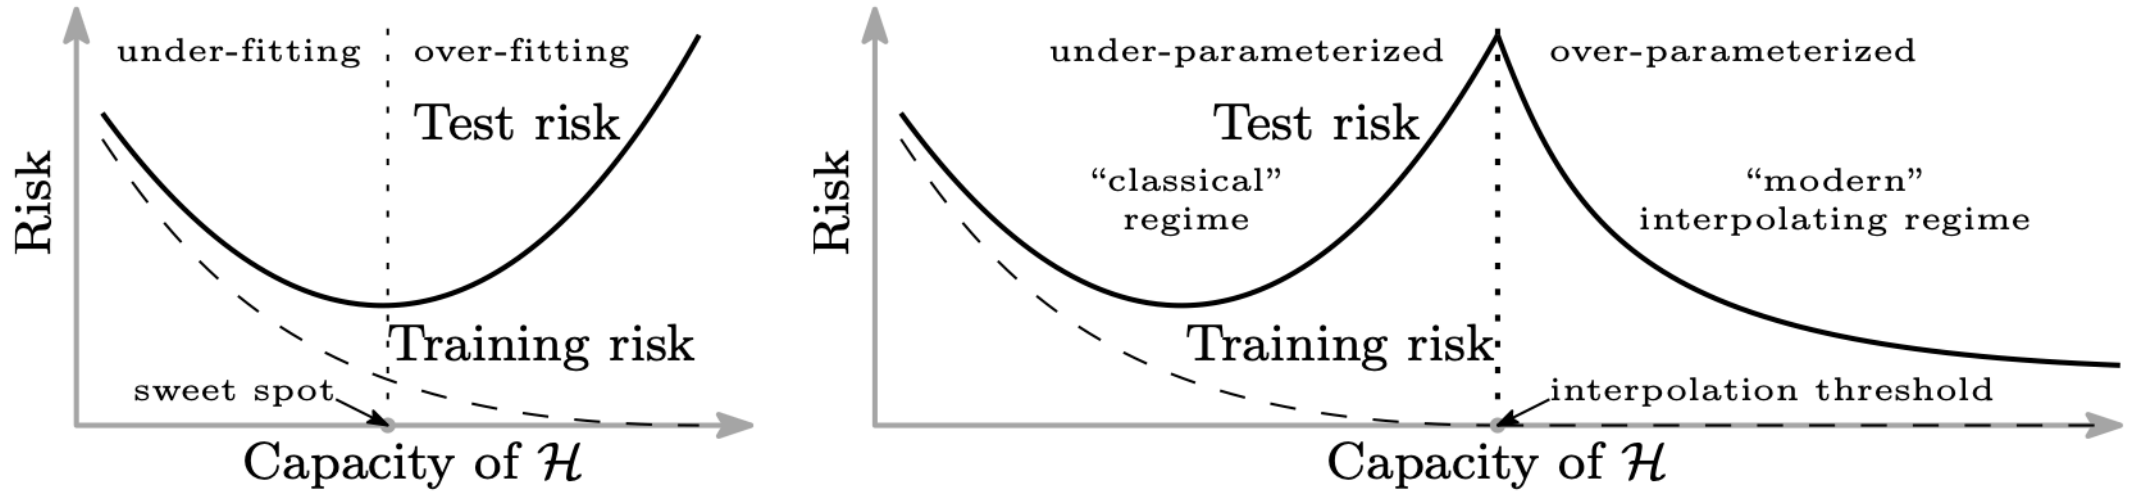 under-fitting
over-fitting
Test risk
Risk
Training risk
sweet spot
Capacity of ℋ
under-parameterized
over-parameterized
Test risk
“classical”
regime
“modern”
interpolating regime
Risk
Training risk
interpolation threshold
Capacity of ℋ